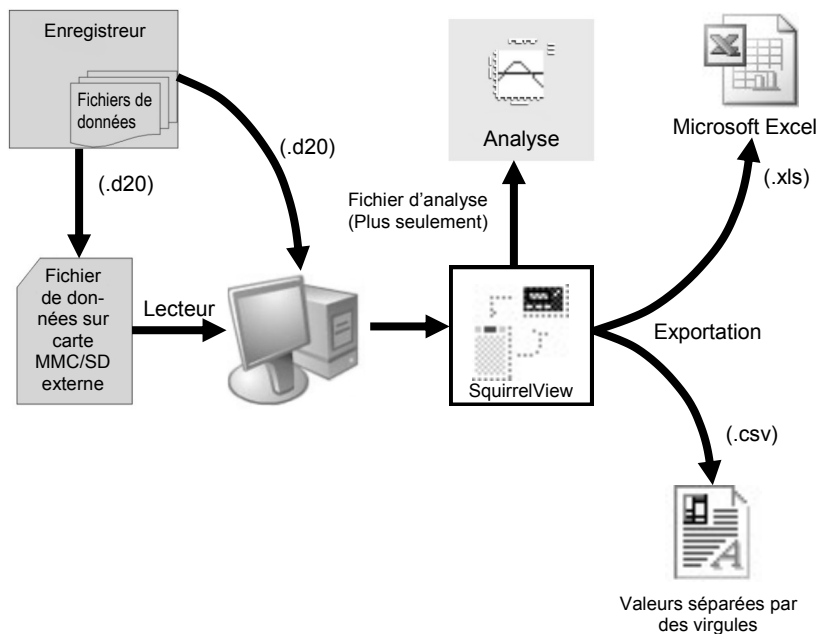 Enregistreur
Fichiers de
données
(.d20)
(.d20)
Fichier
de don-
nées sur
carte
MMC/SD
externe
Lecteur
Analyse
Fichier d'analyse
(Plus seulement)
SquirrelView
Microsoft Excel
(.xls)
Exportation
(.csv)
Valeurs séparées par
des virgules